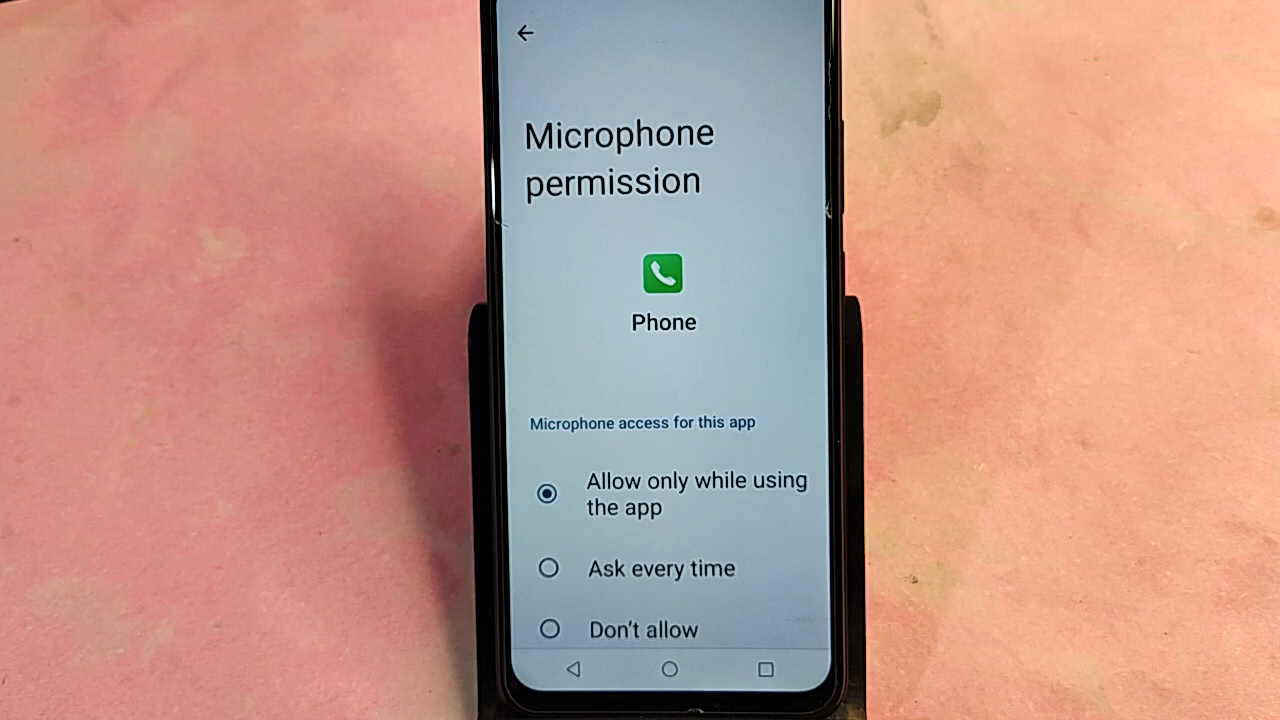 Microphone
permission
Phone
Microphone access for this app
Allow only while using
the app
Ask every time
Don't allow